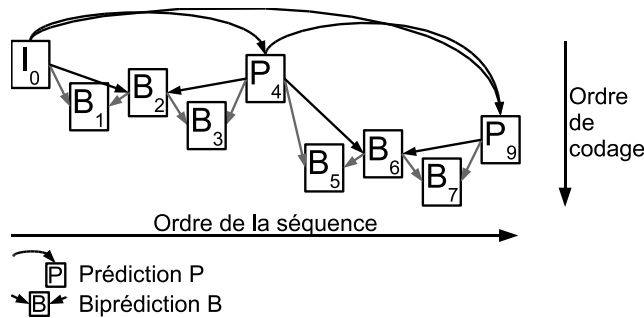 I0
B1
B2
B3
P4
B5
B6
B7
P9
Ordre
de
codage
Ordre de la séquence
P Prédiction P
B Biprédiction B